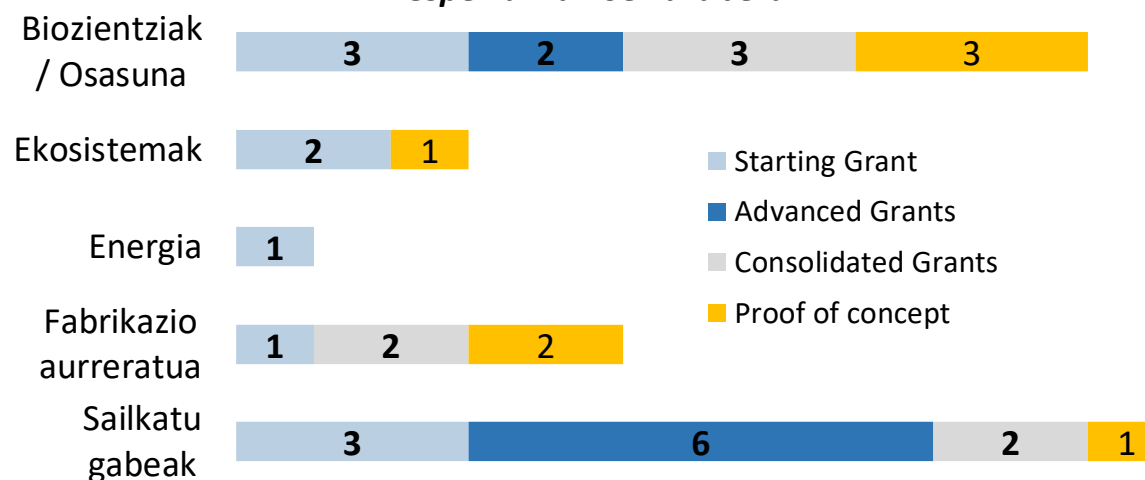 Biozientziak
/ Osasuna
3 2 3 3
Ekosistemak
2 1
Energia
1
Fabrikazio
aurreratua
1 2 2
Sailkatu
gabeak
3 6 2 1
Starting Grant
Advanced Grants
Consolidated Grants
Proof of concept